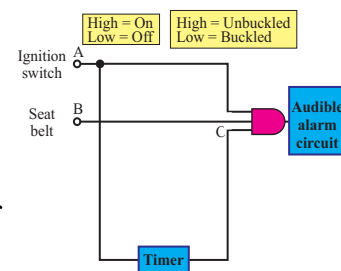 High = On
Low = Off
High = Unbuckled
Low = Buckled
Ignition
switch
A
Seat
belt
B
C
Audible
alarm
circuit
Timer